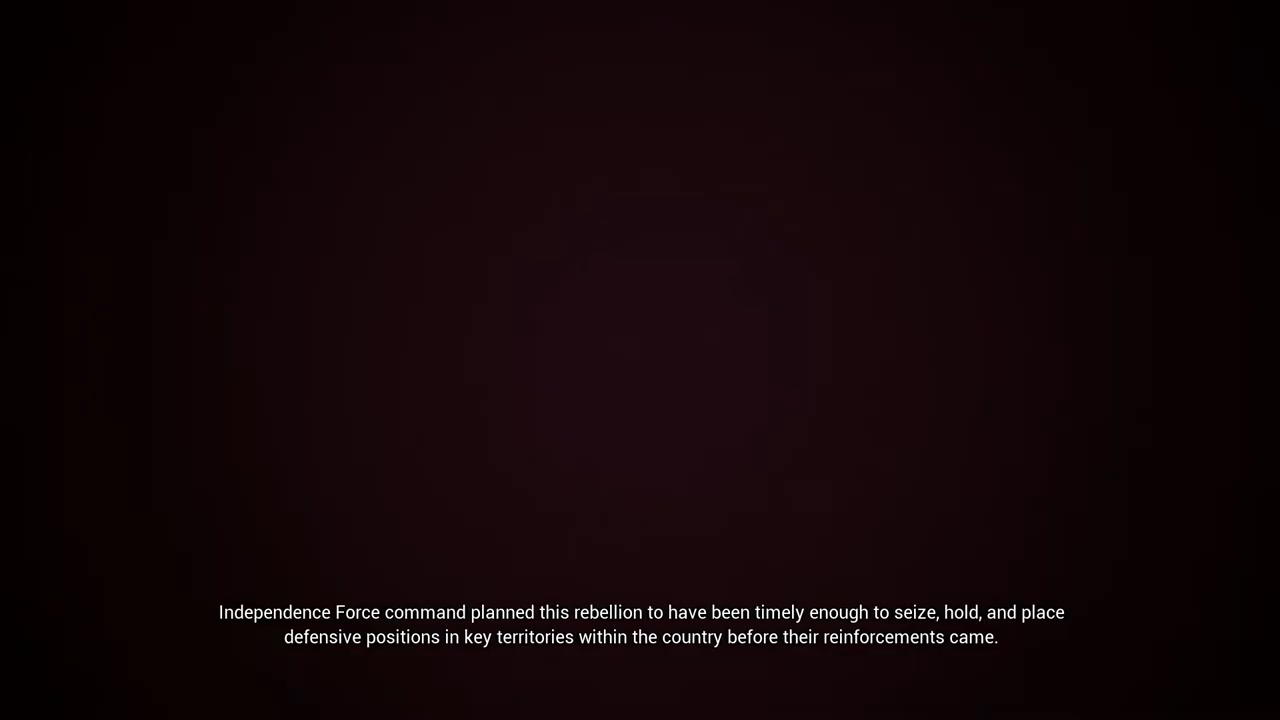 Independence Force command planned this rebellion to have been timely enough to seize, hold, and place
defensive positions in key territories within the country before their reinforcements came.